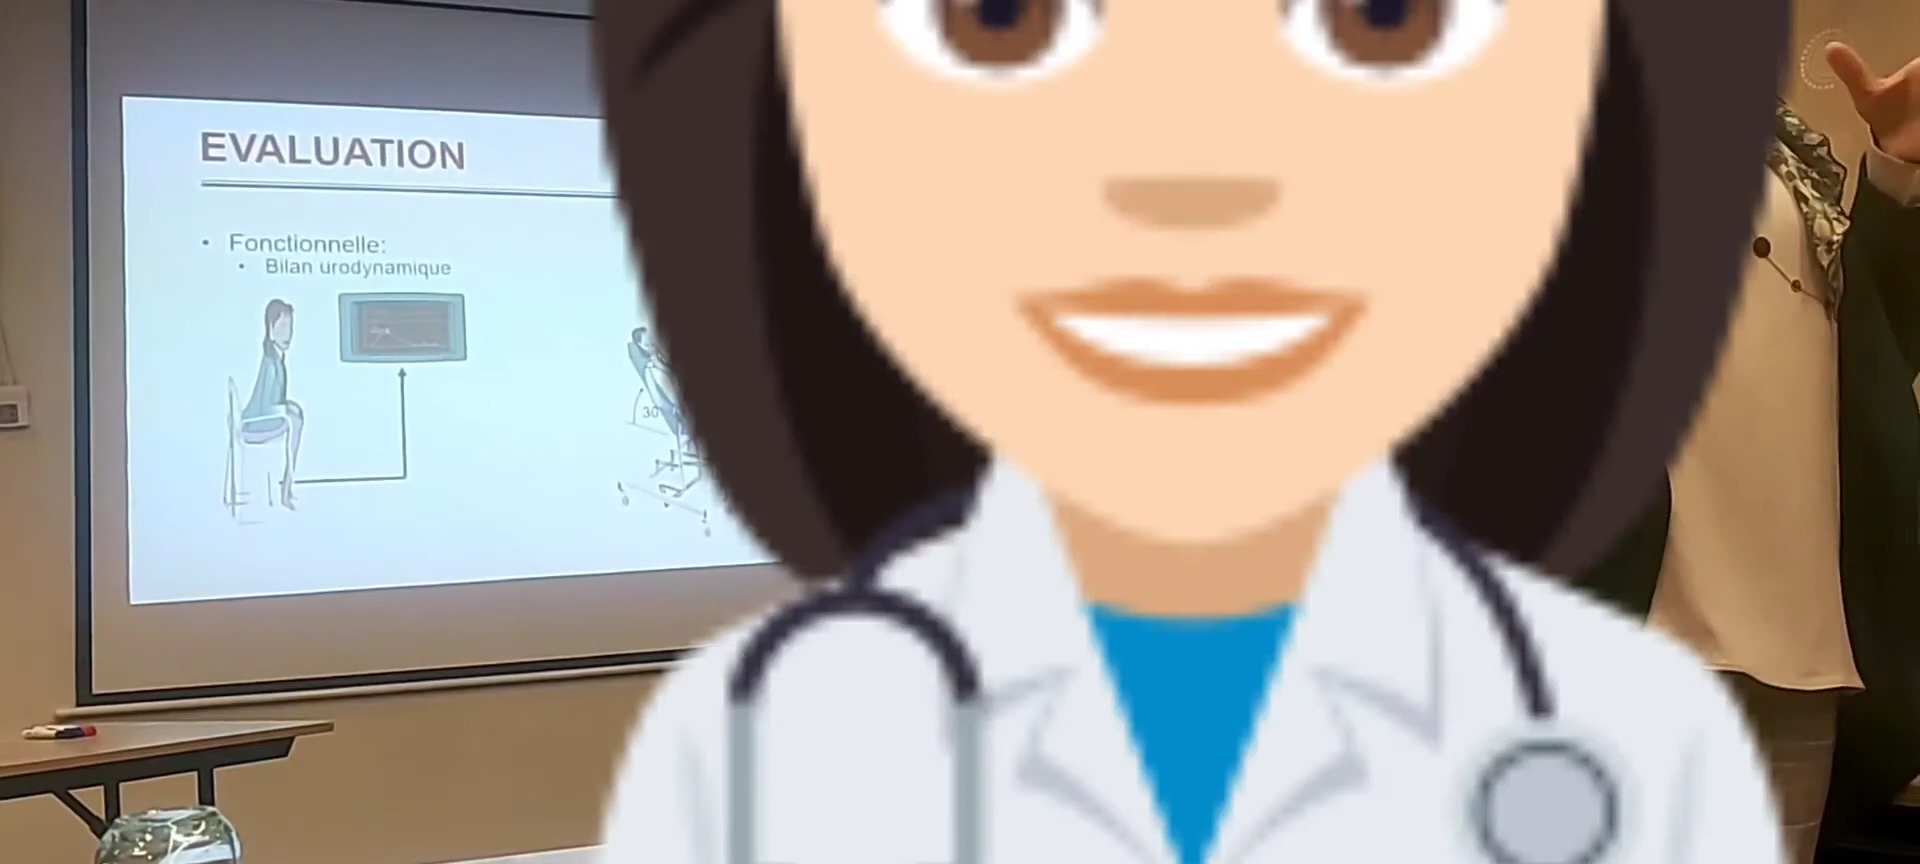 EVALUATION
• Fonctionnelle:
• Bilan urodynamique
30°